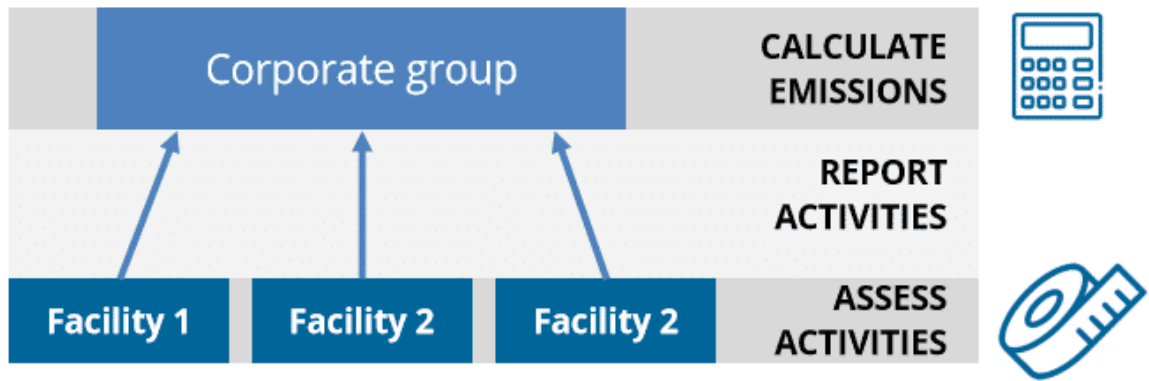 Corporate group
CALCULATE
EMISSIONS
REPORT
ACTIVITIES
Facility 1
Facility 2
Facility 2
ASSESS
ACTIVITIES